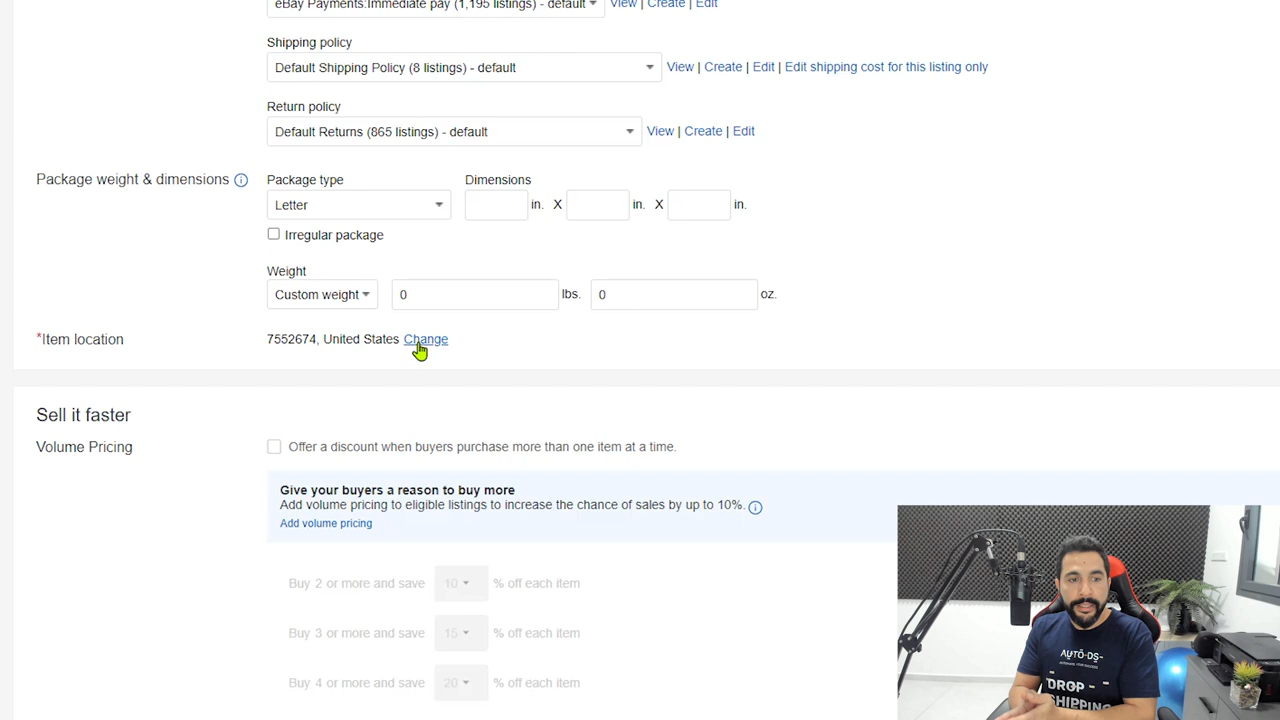 eBay Payments:Immediate pay (1,195 listings) - default View | Create | Edit
Shipping policy
Default Shipping Policy (8 listings) - default View | Create | Edit | Edit shipping cost for this listing only
Return policy
Default Returns (865 listings) - default View | Create | Edit
Package weight & dimensions Package type Dimensions
Letter in. X in. X in.
Irregular package
Weight
Custom weight 0 lbs. 0 oz.
*Item location 7552674, United States Change
Sell it faster
Volume Pricing Offer a discount when buyers purchase more than one item at a time.
Give your buyers a reason to buy more
Add volume pricing to eligible listings to increase the chance of sales by up to 10%.
Add volume pricing
Buy 2 or more and save 10 % off each item
Buy 3 or more and save 15 % off each item
Buy 4 or more and save 20 % off each item
AUTO-DS-
AUTOMATE YOUR SUCCESS
DROP
SHIPPING